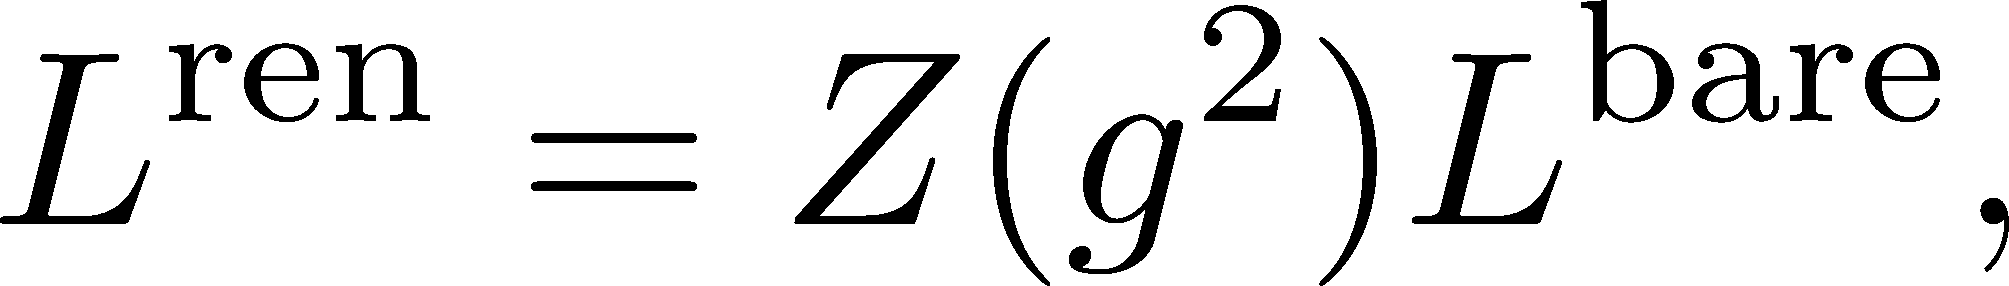 L^{ren} = Z(g^2)L^{bare},